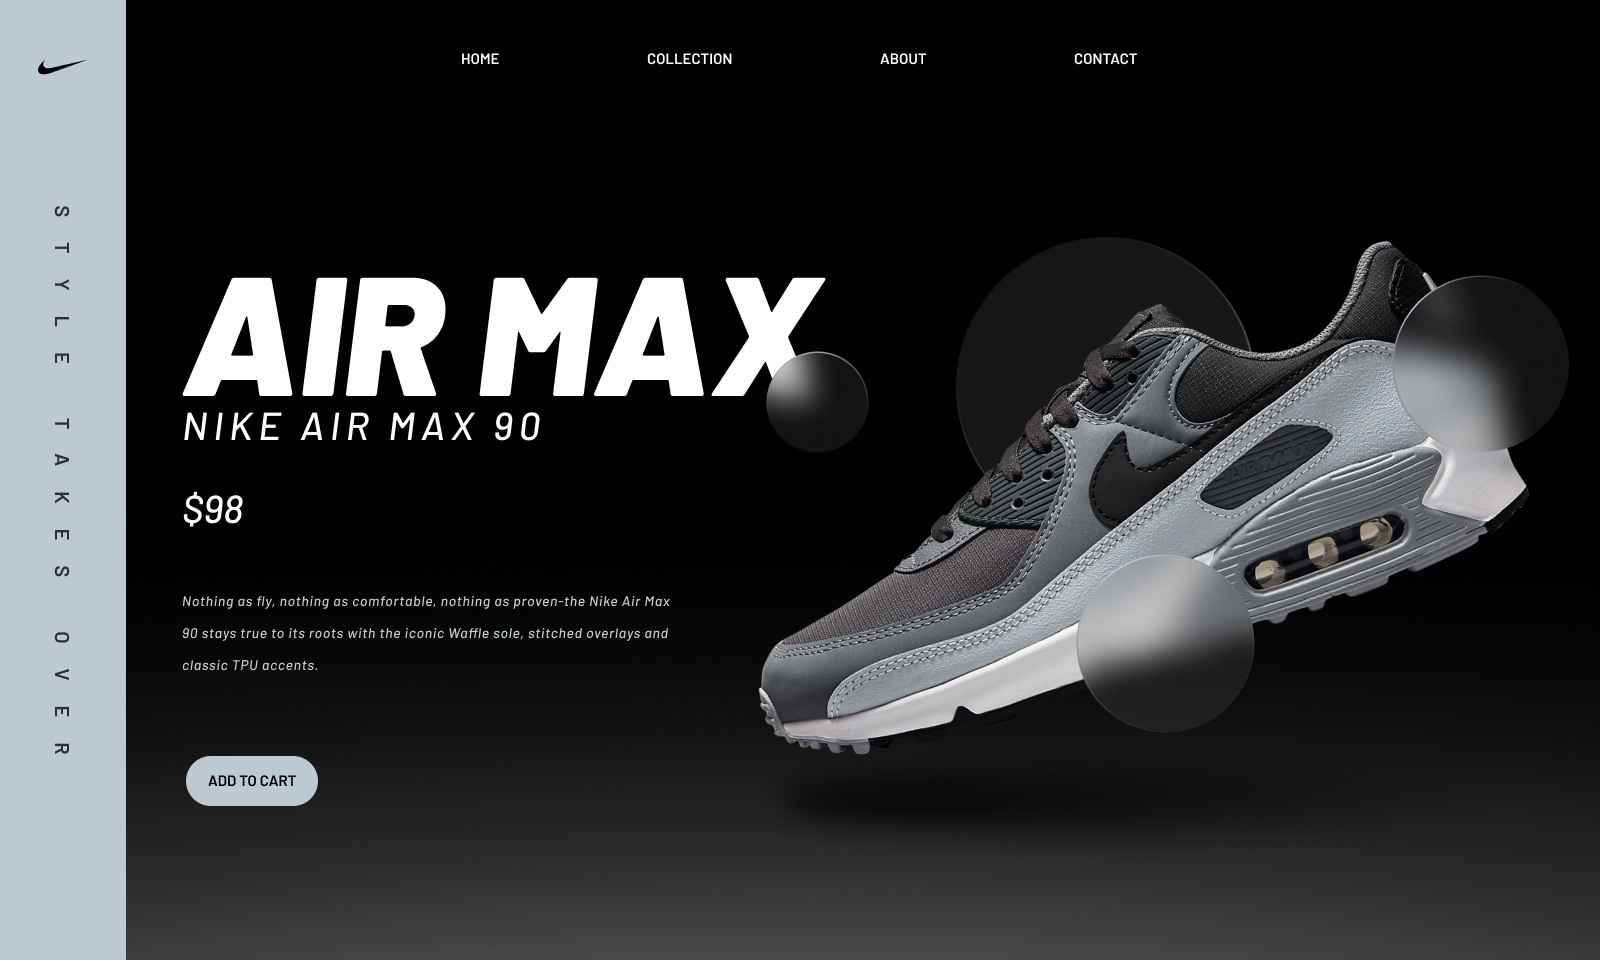 HOME
COLLECTION
ABOUT
CONTACT
STYLE TAKES OVER
AIR MAX
NIKE AIR MAX 90
$98
Nothing as fly, nothing as comfortable, nothing as proven-the Nike Air Max
90 stays true to its roots with the iconic Waffle sole, stitched overlays and
classic TPU accents.
ADD TO CART
AIR MAX